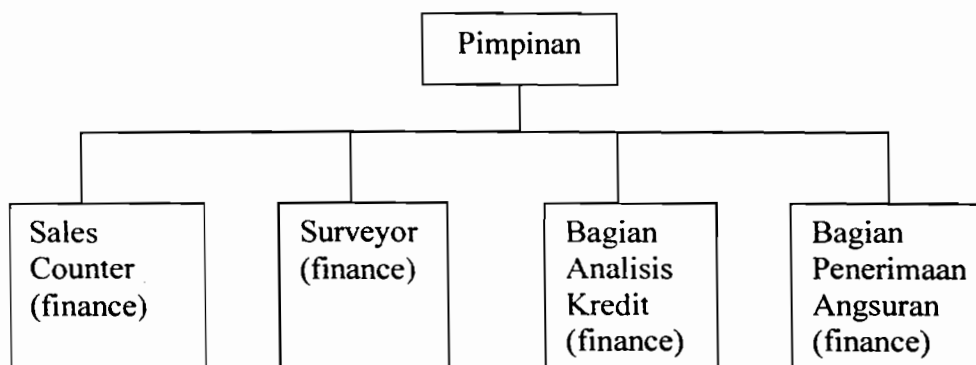 Pimpinan
Sales
Counter
(finance)
Surveyor
(finance)
Bagian
Analisis
Kredit
(finance)
Bagian
Penerimaan
Angsuran
(finance)